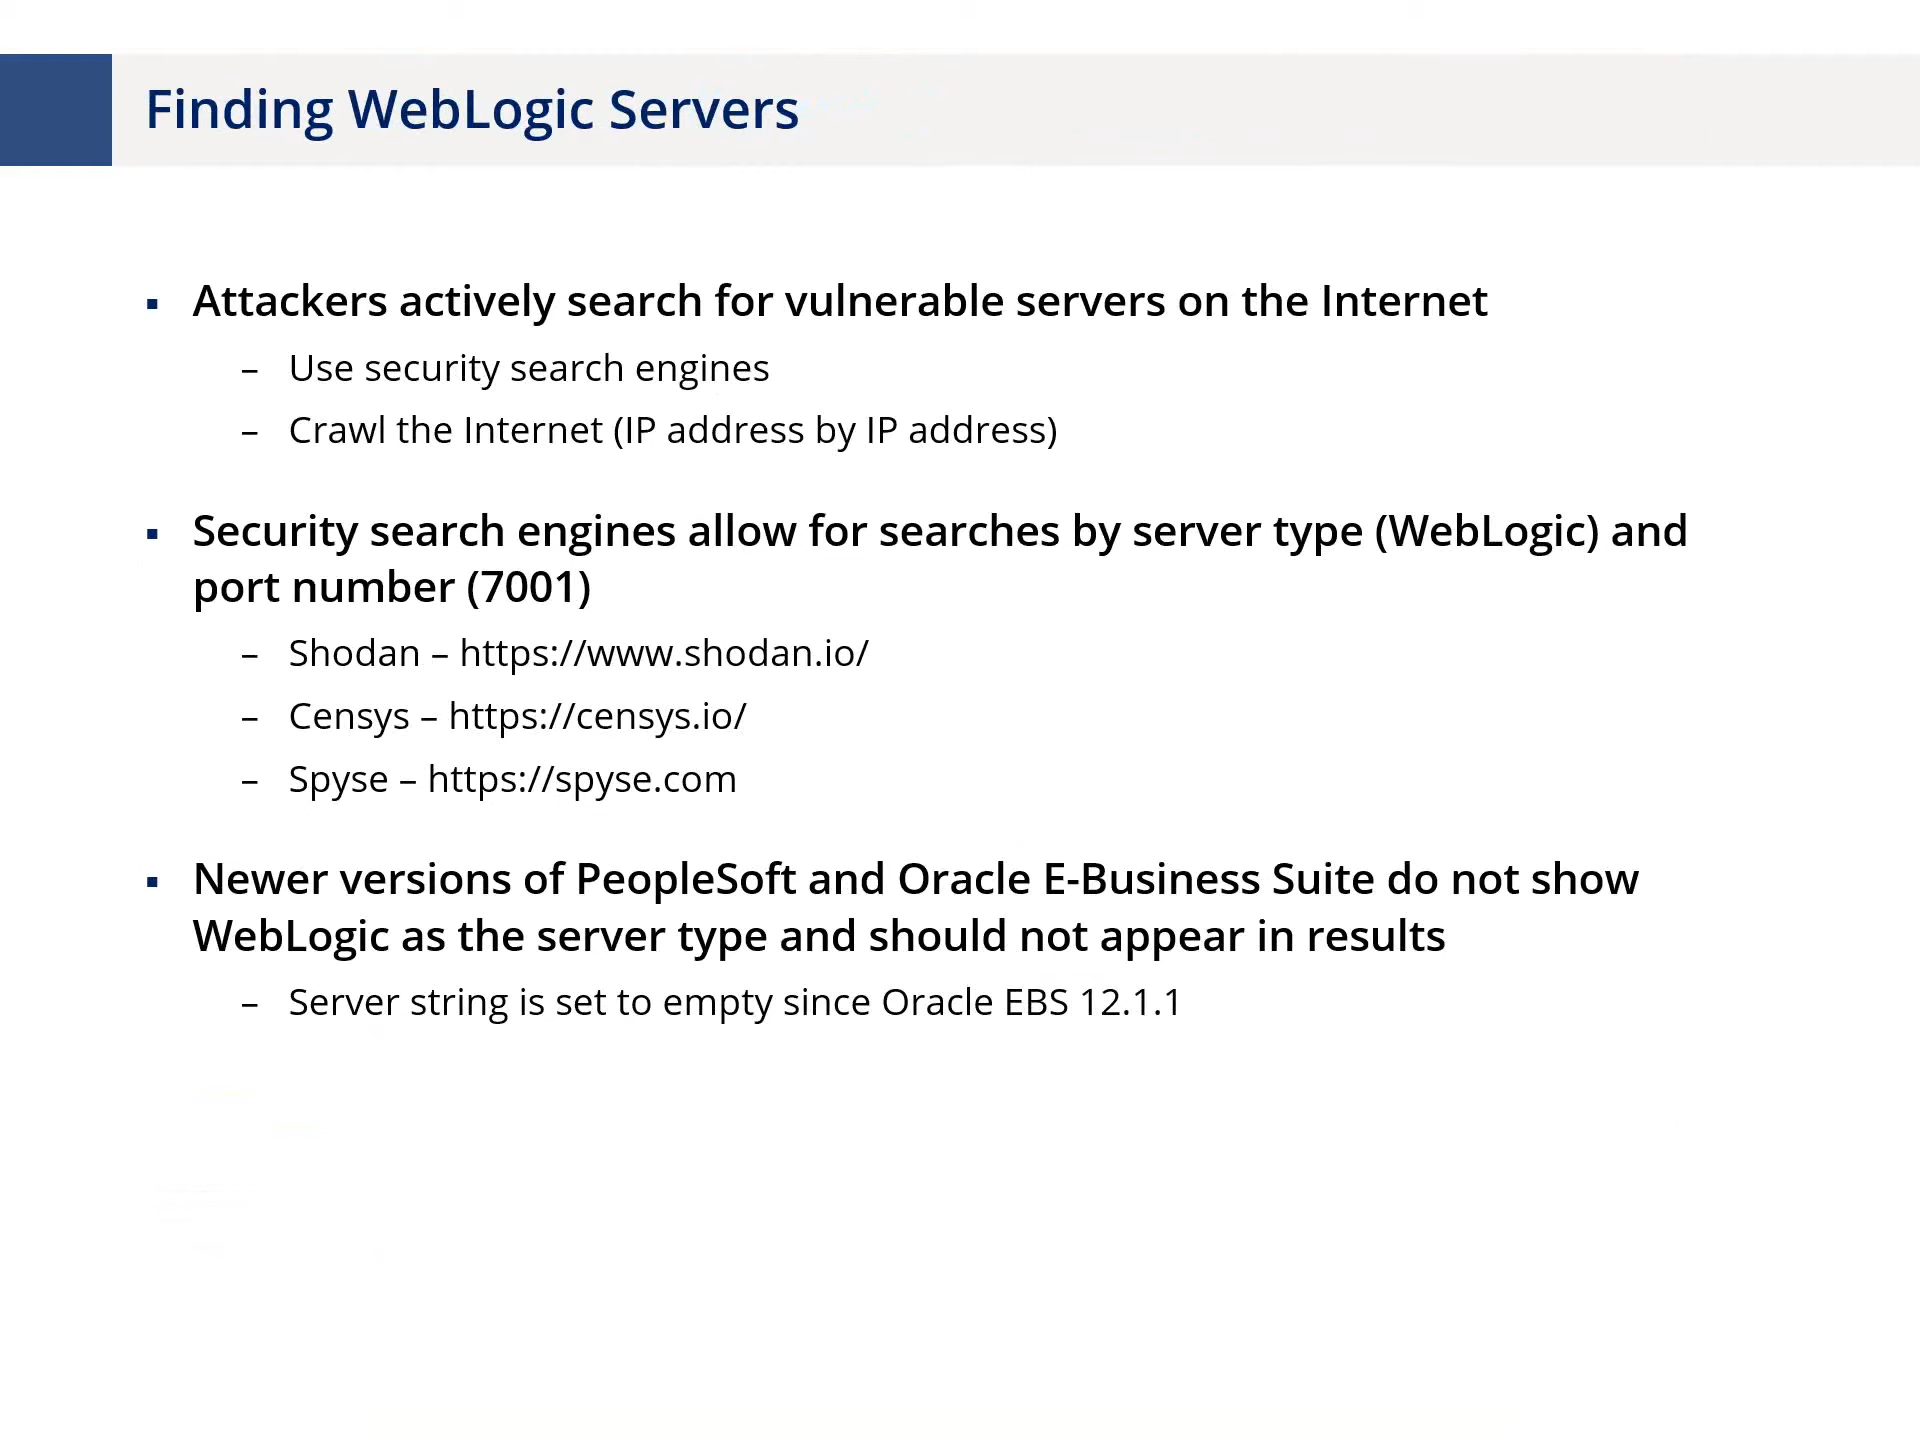 Finding WebLogic Servers
▪ Attackers actively search for vulnerable servers on the Internet
– Use security search engines
– Crawl the Internet (IP address by IP address)
▪ Security search engines allow for searches by server type (WebLogic) and
port number (7001)
– Shodan – https://www.shodan.io/
– Censys – https://censys.io/
– Spyse – https://spyse.com
▪ Newer versions of PeopleSoft and Oracle E-Business Suite do not show
WebLogic as the server type and should not appear in results
– Server string is set to empty since Oracle EBS 12.1.1